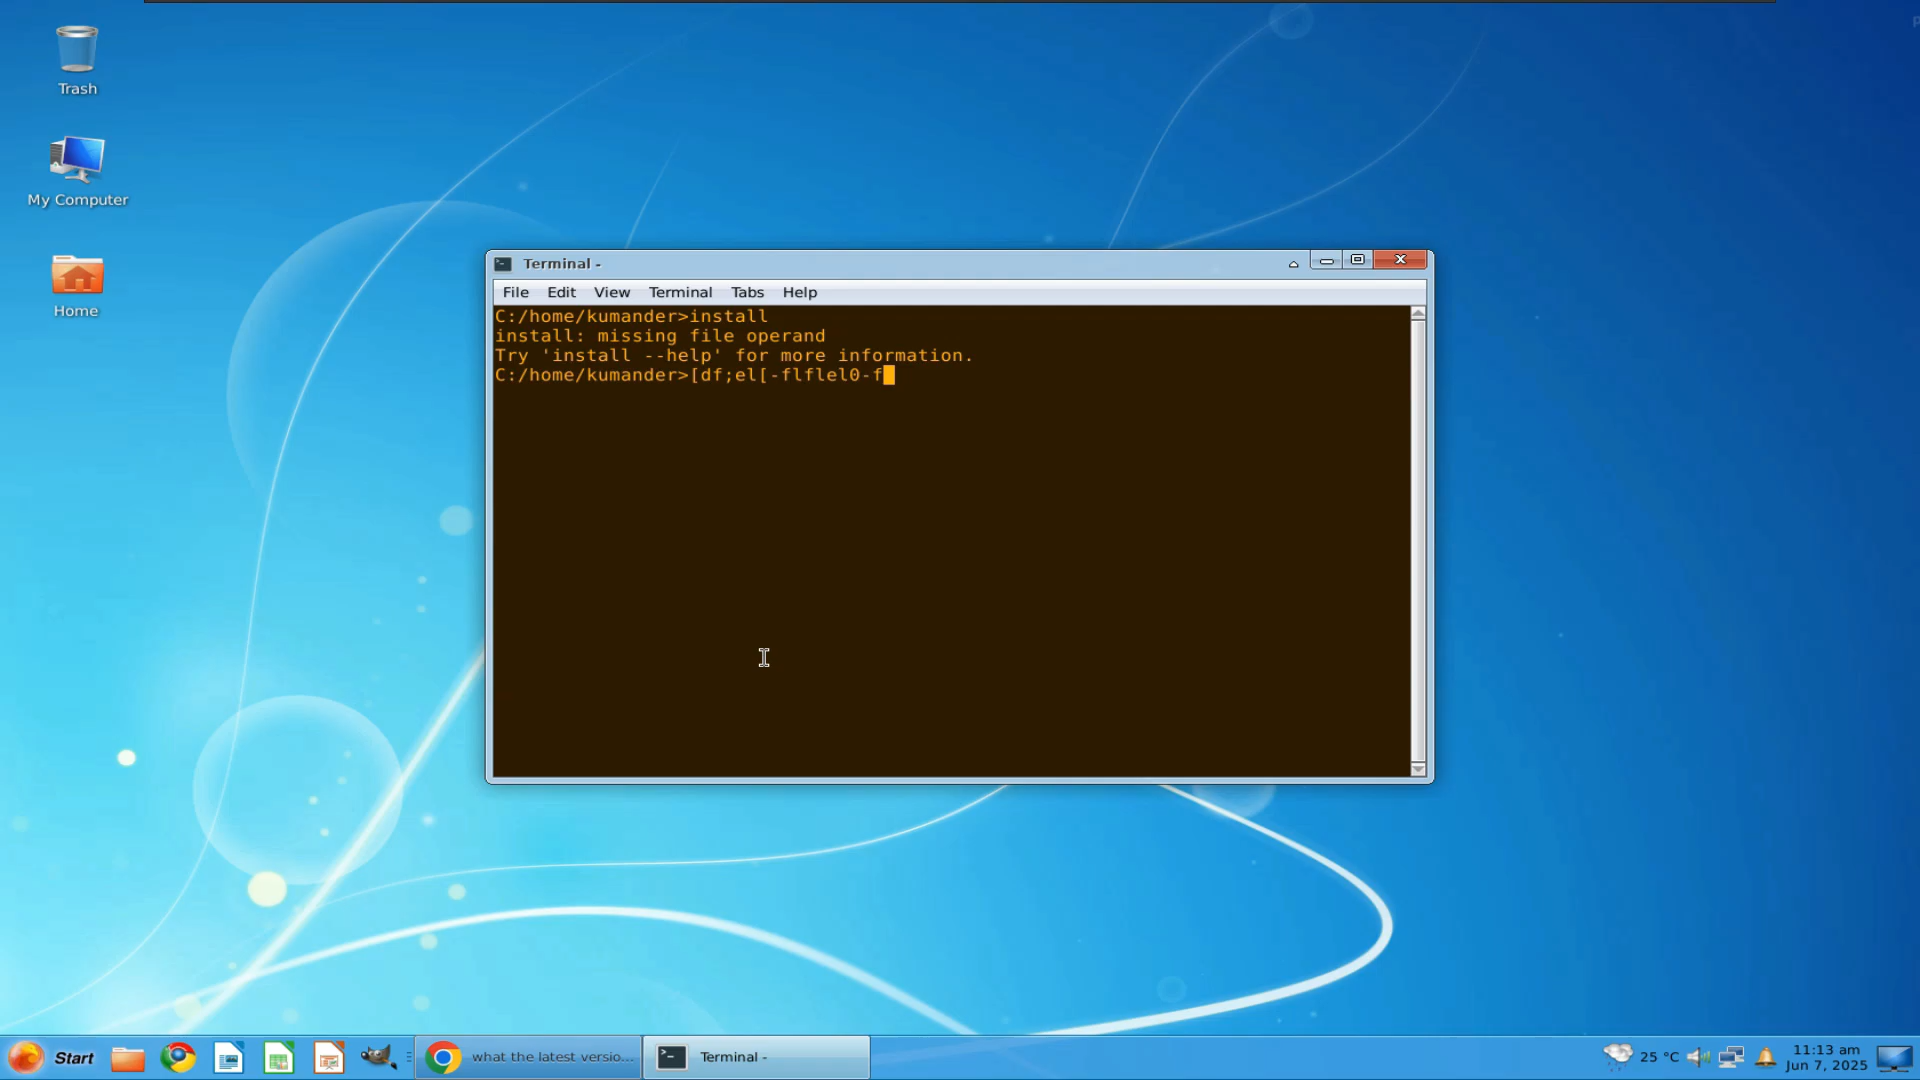 Trash
My Computer
Home
Terminal -
File Edit View Terminal Tabs Help
C:/home/kumander>install
install: missing file operand
Try 'install --help' for more information.
C:/home/kumander>[df;el[-flflel0-f
Start
what the latest versio...
Terminal -
25 °C
11:13 am
Jun 7, 2025